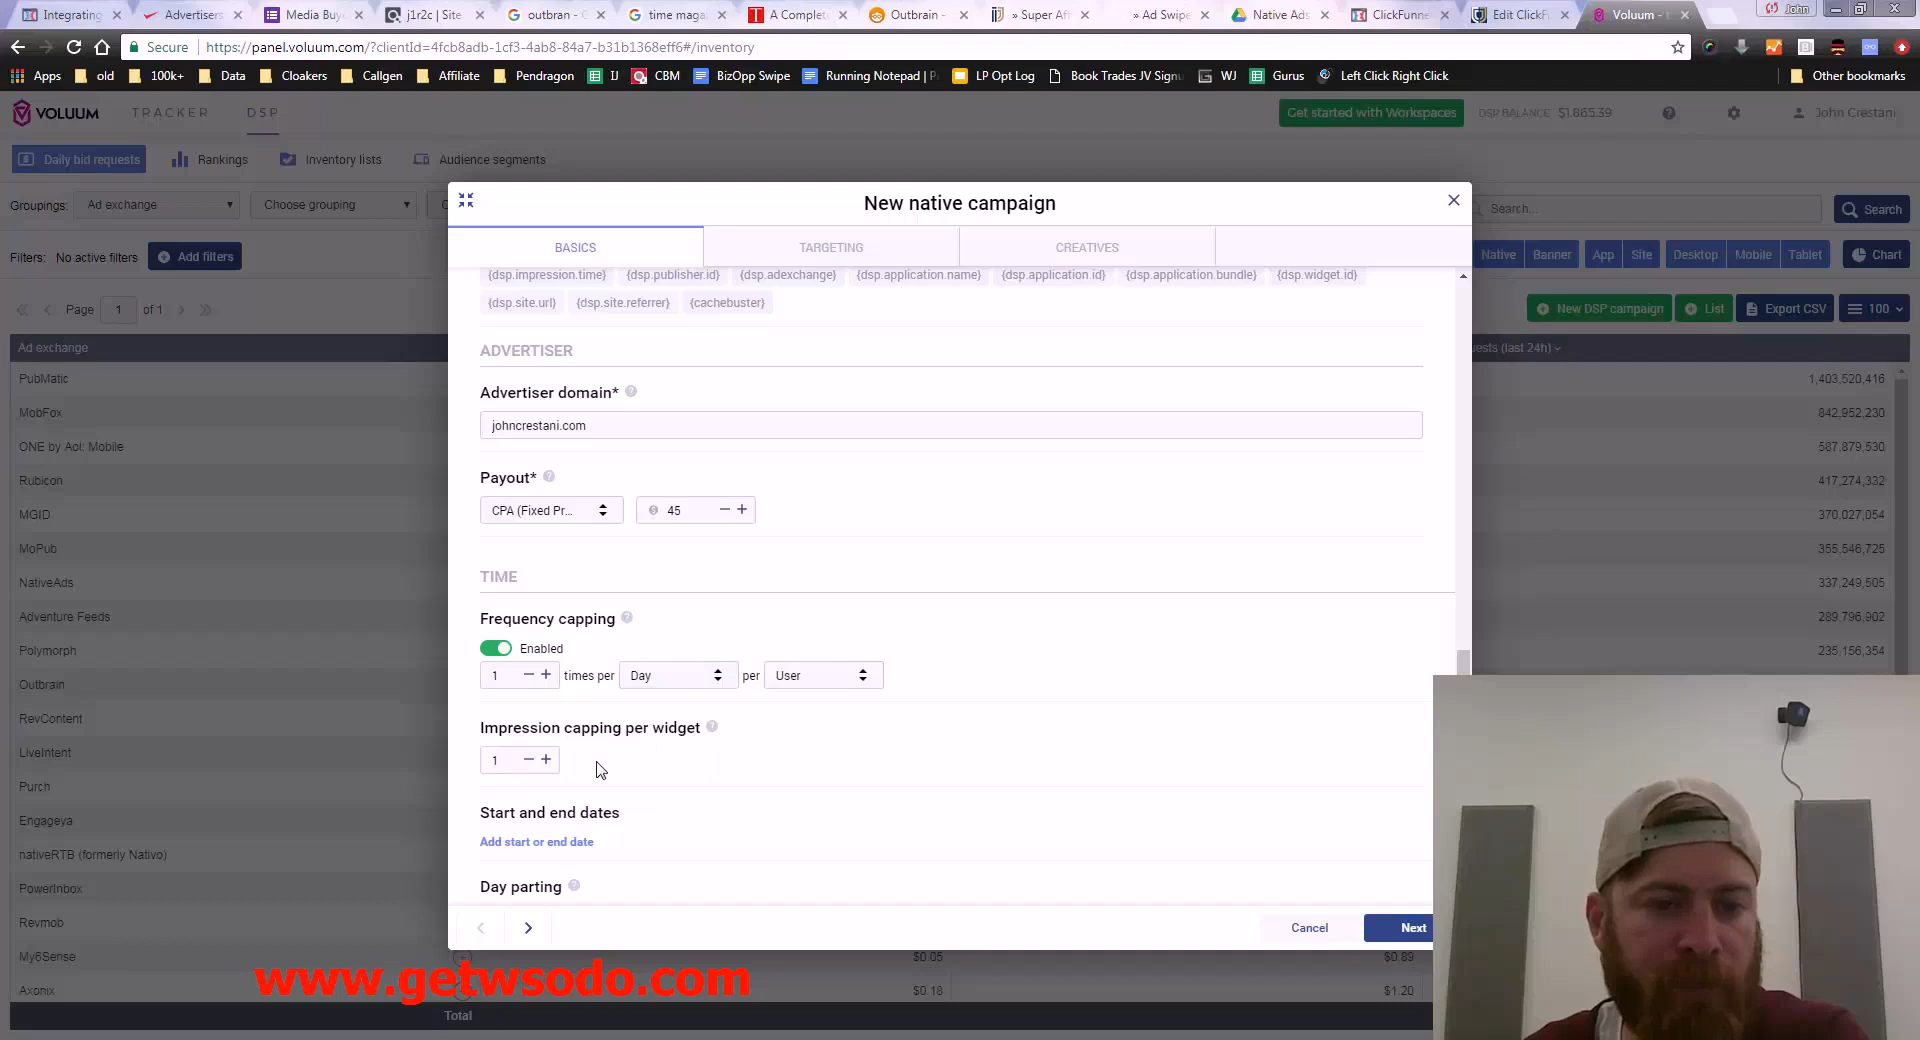 Integrating
Advertisers
Media Buy
j1r2c | Site
outbran - G
time maga
A Complet
Outbrain -
» Super Aff
» Ad Swipe
Native Ads
ClickFunne
Edit ClickF
Voluum - t
John
Secure
https://panel.voluum.com/?clientId=4fcb8adb-1cf3-4ab8-84a7-b31b1368eff6#/inventory
Apps
old
100k+
Data
Cloakers
Callgen
Affiliate
Pendragon
IJ
CBM
BizOpp Swipe
Running Notepad | P
LP Opt Log
Book Trades JV Signu
WJ
Gurus
Left Click Right Click
Other bookmarks
VOLUUM
TRACKER
DSP
Get started with Workspaces
DSP BALANCE $1,865.39
John Crestani
Daily bid requests
Rankings
Inventory lists
Audience segments
Groupings:
Ad exchange
Choose grouping
Search...
Search
Filters:
No active filters
Add filters
Native
Banner
App
Site
Desktop
Mobile
Tablet
Chart
Page
1
of 1
New DSP campaign
List
Export CSV
100
Ad exchange
ests (last 24h)
PubMatic
1,403,520,416
MobFox
842,952,230
ONE by Aol: Mobile
587,879,530
Rubicon
417,274,332
MGID
370,027,054
MoPub
355,546,725
NativeAds
337,249,505
Adventure Feeds
289,796,902
Polymorph
235,156,354
Outbrain
RevContent
LiveIntent
Purch
Engageya
nativeRTB (formerly Nativo)
PowerInbox
Revmob
My6Sense
$0.05
$0.89
Axonix
$0.18
$1.20
Total
New native campaign
BASICS
TARGETING
CREATIVES
{dsp.impression.time}
{dsp.publisher.id}
{dsp.adexchange}
{dsp.application.name}
{dsp.application.id}
{dsp.application.bundle}
{dsp.widget.id}
{dsp.site.url}
{dsp.site.referrer}
{cachebuster}
ADVERTISER
Advertiser domain*
johncrestani.com
Payout*
CPA (Fixed Pr...
45
TIME
Frequency capping
Enabled
1
times per
Day
per
User
Impression capping per widget
1
Start and end dates
Add start or end date
Day parting
Cancel
Next
www.getwsodo.com